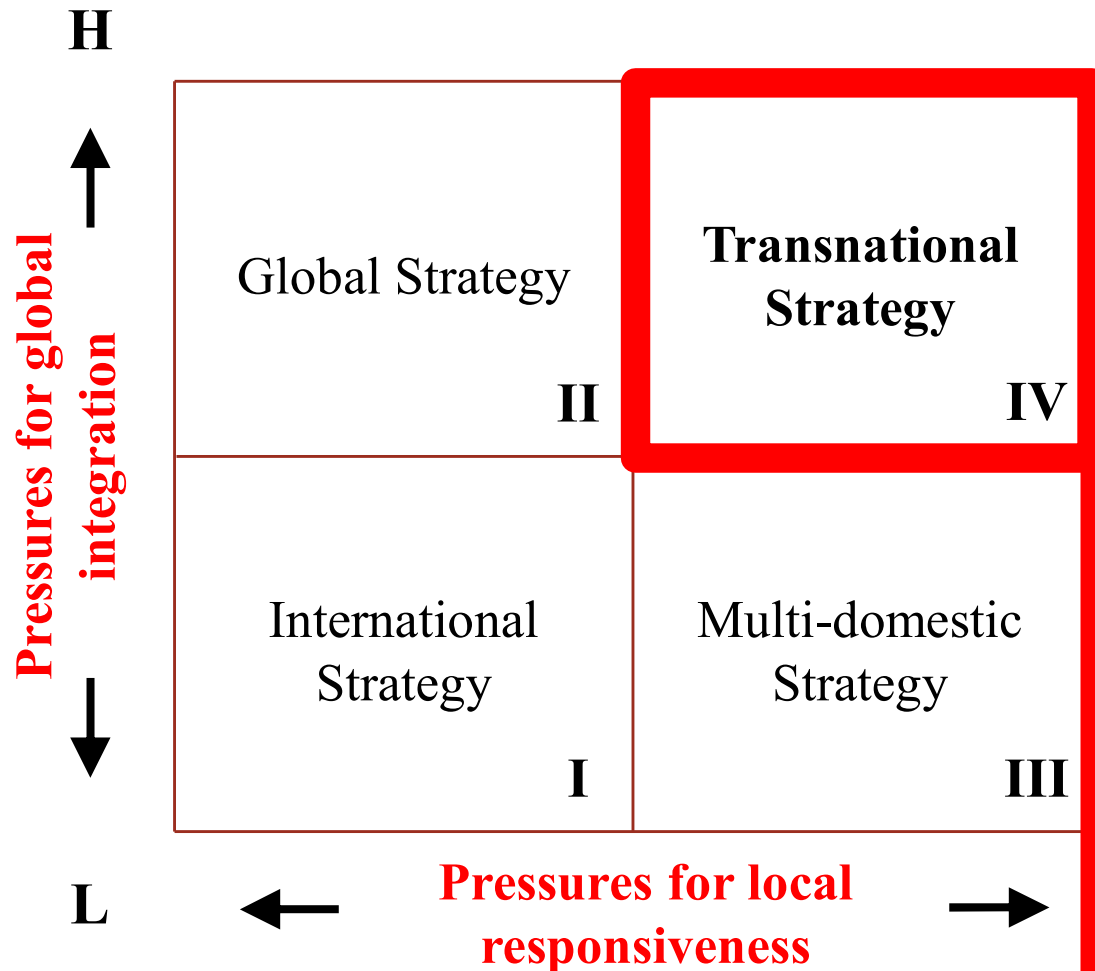 H
Pressures for global
integration
Global Strategy
II
Transnational
Strategy
IV
International
Strategy
I
Multi-domestic
Strategy
III
L
Pressures for local
responsiveness